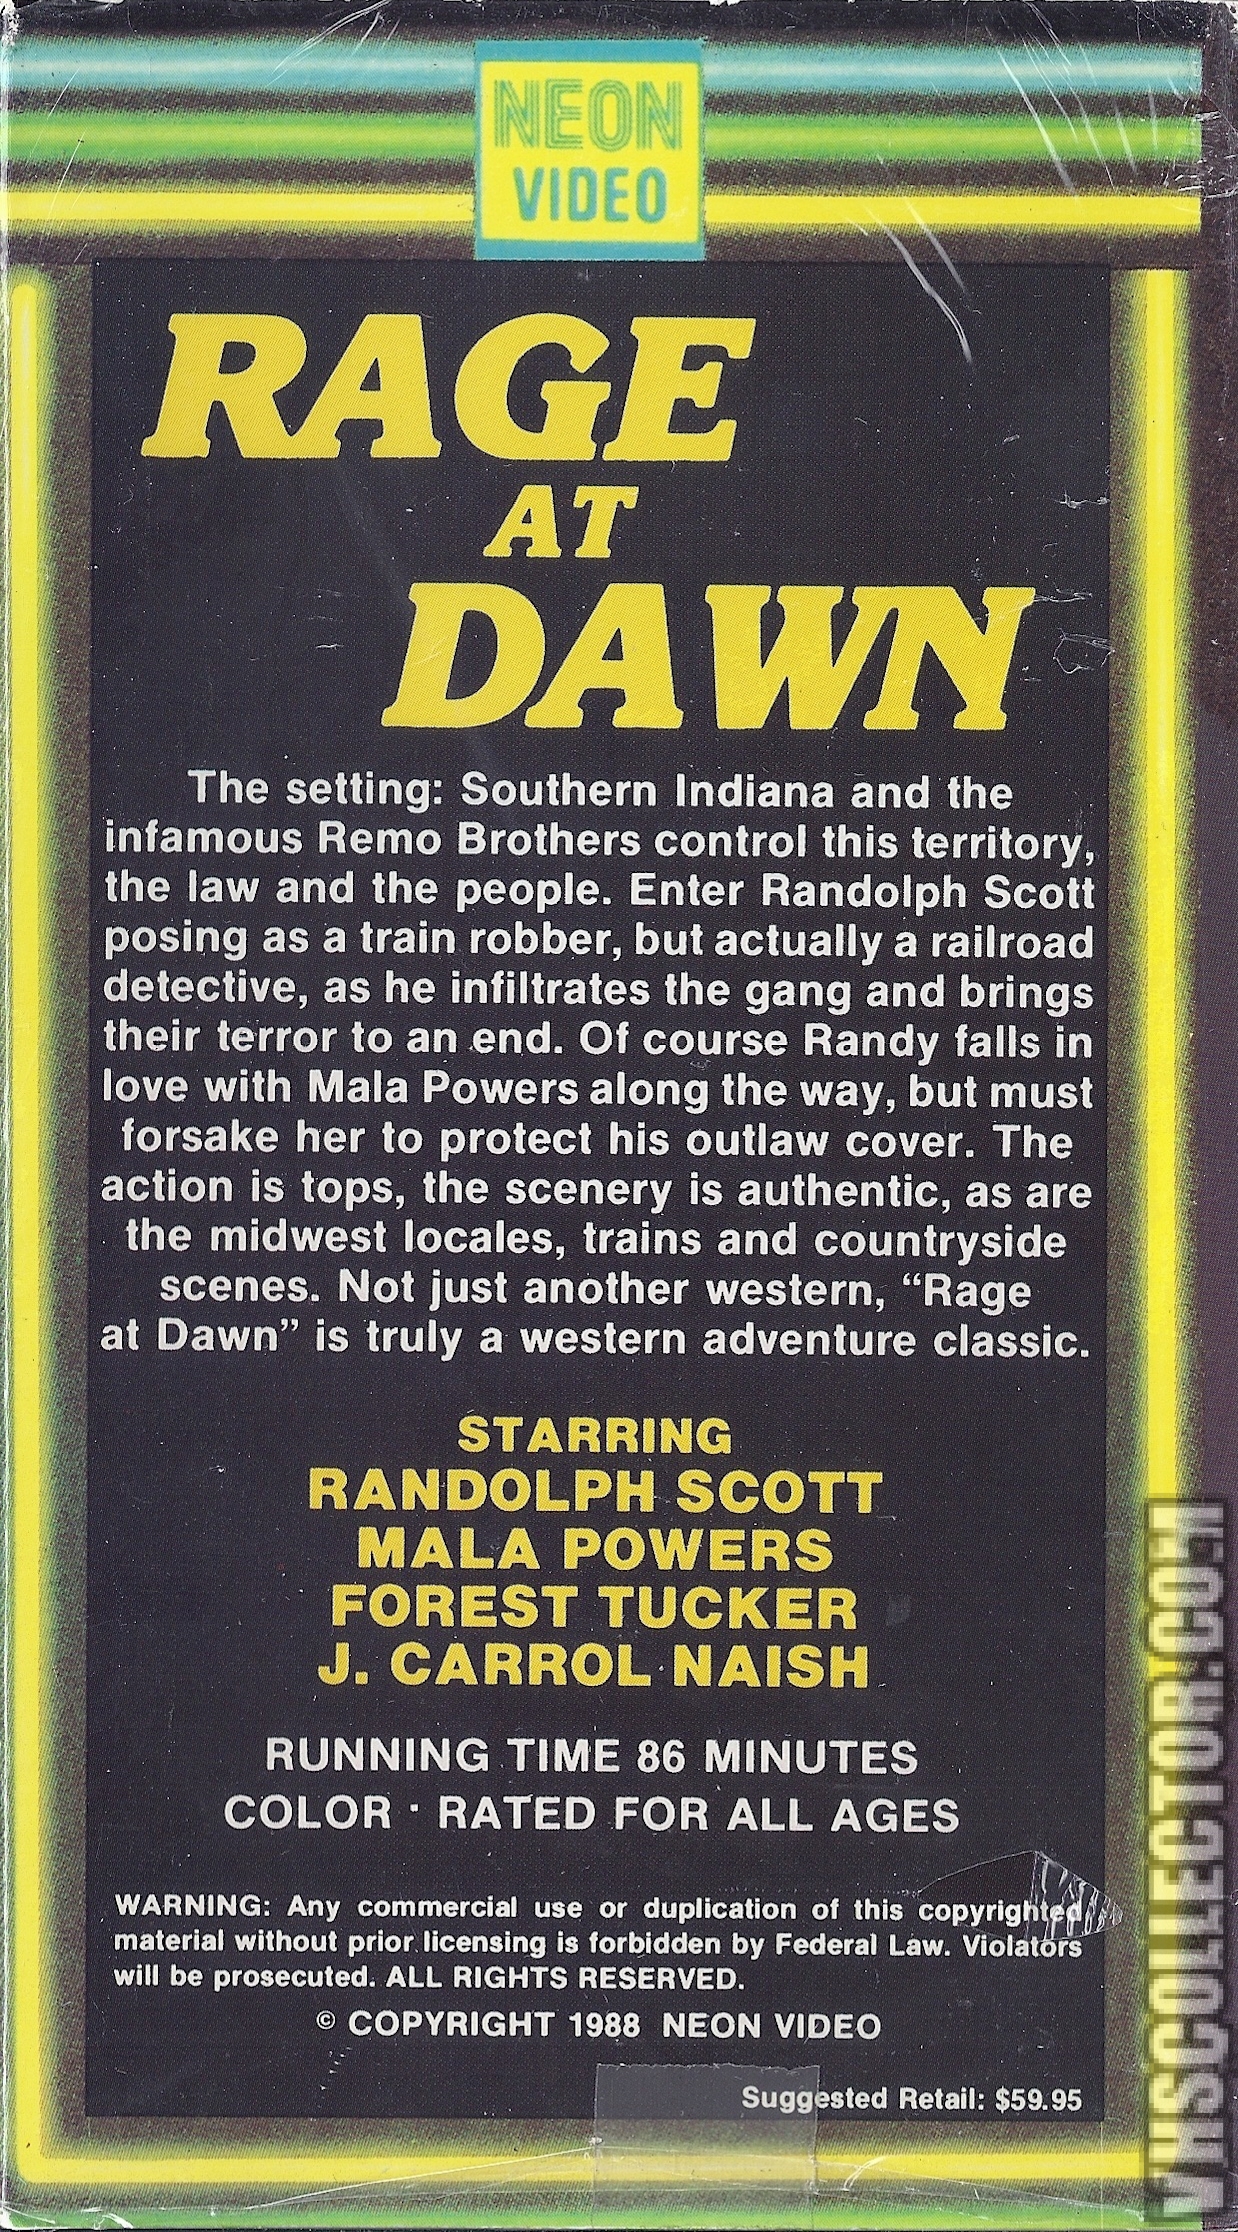 NEON
VIDEO
RAGE
AT
DAWN
The setting: Southern Indiana and the
infamous Remo Brothers control this territory,
the law and the people. Enter Randolph Scott
posing as a train robber, but actually a railroad
detective, as he infiltrates the gang and brings
their terror to an end. Of course Randy falls in
love with Mala Powers along the way, but must
forsake her to protect his outlaw cover. The
action is tops, the scenery is authentic, as are
the midwest locales, trains and countryside
scenes. Not just another western, “Rage
at Dawn” is truly a western adventure classic.
STARRING
RANDOLPH SCOTT
MALA POWERS
FOREST TUCKER
J. CARROL NAISH
RUNNING TIME 86 MINUTES
COLOR · RATED FOR ALL AGES
WARNING: Any commercial use or duplication of this copyrighted
material without prior licensing is forbidden by Federal Law. Violators
will be prosecuted. ALL RIGHTS RESERVED.
© COPYRIGHT 1988 NEON VIDEO
Suggested Retail: $59.95
VHSCOLLECTOR.COM